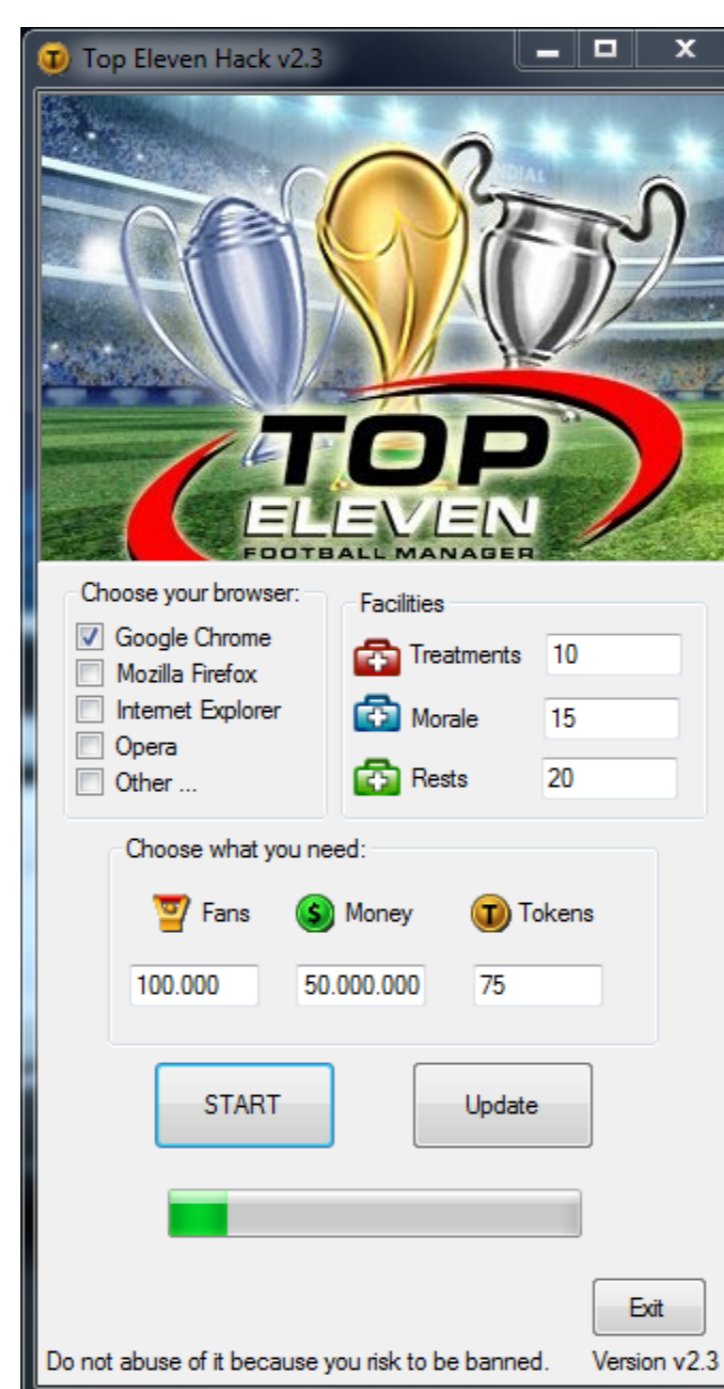 Top Eleven Hack v2.3
TOP
ELEVEN
FOOTBALL MANAGER
Choose your browser:
Google Chrome
Mozilla Firefox
Internet Explorer
Opera
Other ...
Facilities
Treatments 10
Morale 15
Rests 20
Choose what you need:
Fans Money Tokens
100.000 50.000.000 75
START Update
Exit
Do not abuse of it because you risk to be banned. Version v2.3